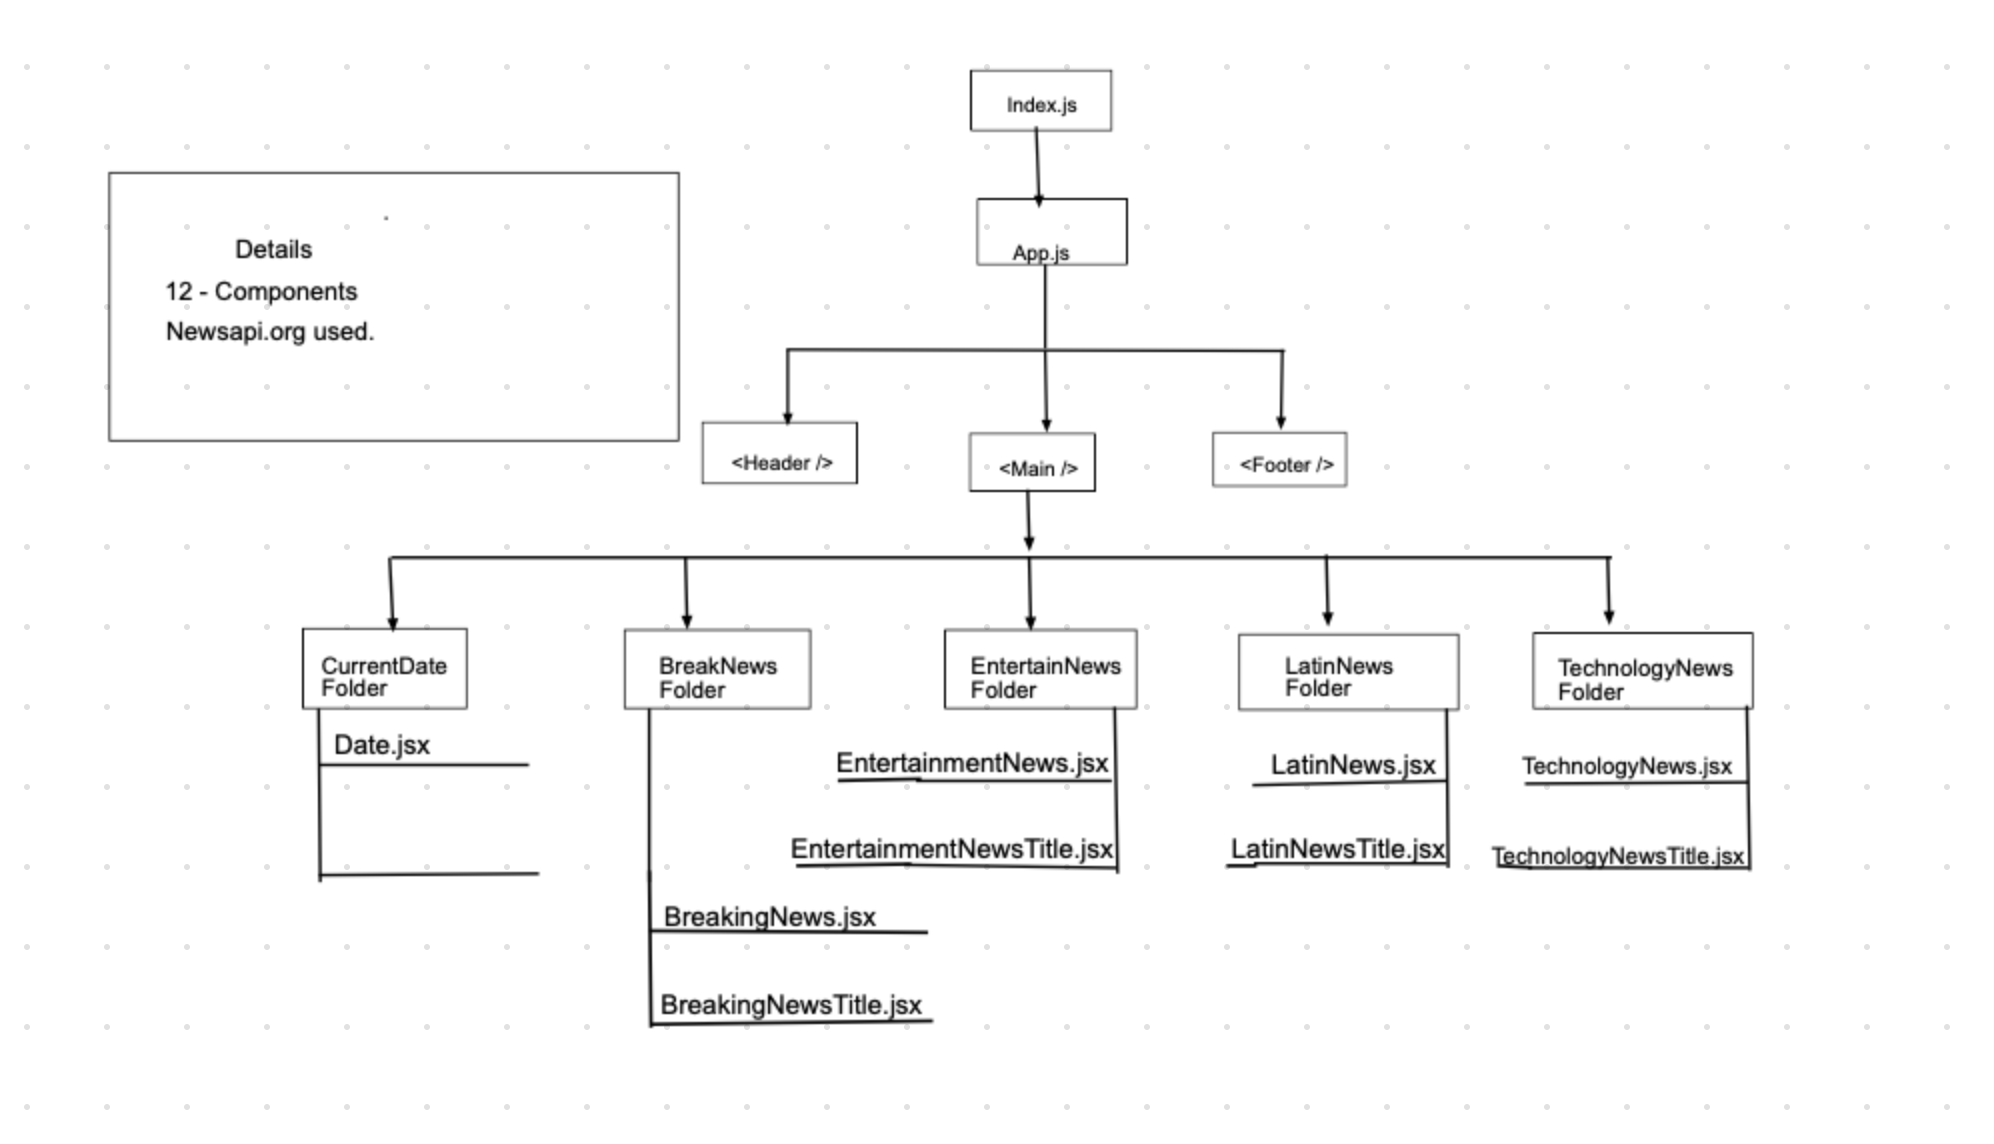 Index.js
App.js
Details
12 - Components
Newsapi.org used.
<Header />
<Main />
<Footer />
CurrentDate
Folder
BreakNews
Folder
EntertainNews
Folder
LatinNews
Folder
TechnologyNews
Folder
Date.jsx
EntertainmentNews.jsx
LatinNews.jsx
TechnologyNews.jsx
EntertainmentNewsTitle.jsx
LatinNewsTitle.jsx
TechnologyNewsTitle.jsx
BreakingNews.jsx
BreakingNewsTitle.jsx